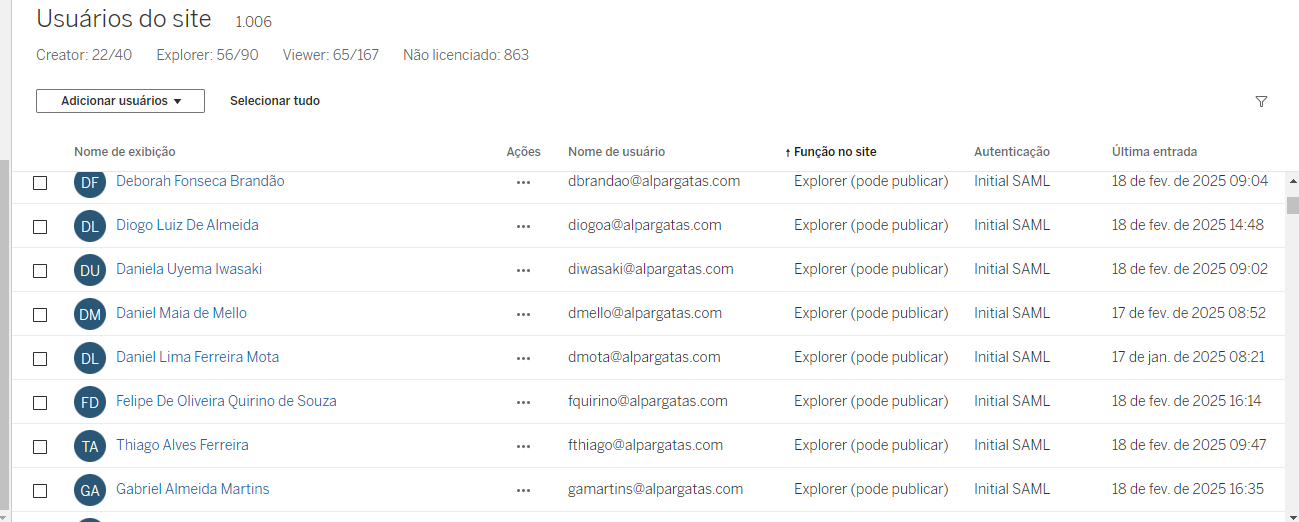 Usuários do site 1.006
Creator: 22/40 Explorer: 56/90 Viewer: 65/167 Não licenciado: 863
Adicionar usuários Selecionar tudo
Nome de exibição Ações Nome de usuário ↑ Função no site Autenticação Última entrada
DF Deborah Fonseca Brandão dbrandao@alpargatas.com Explorer (pode publicar) Initial SAML 18 de fev. de 2025 09:04
DL Diogo Luiz De Almeida diogoa@alpargatas.com Explorer (pode publicar) Initial SAML 18 de fev. de 2025 14:48
DU Daniela Uyema Iwasaki diwasaki@alpargatas.com Explorer (pode publicar) Initial SAML 18 de fev. de 2025 09:02
DM Daniel Maia de Mello dmello@alpargatas.com Explorer (pode publicar) Initial SAML 17 de fev. de 2025 08:52
DL Daniel Lima Ferreira Mota dmota@alpargatas.com Explorer (pode publicar) Initial SAML 17 de jan. de 2025 08:21
FD Felipe De Oliveira Quirino de Souza fquirino@alpargatas.com Explorer (pode publicar) Initial SAML 18 de fev. de 2025 16:14
TA Thiago Alves Ferreira fthiago@alpargatas.com Explorer (pode publicar) Initial SAML 18 de fev. de 2025 09:47
GA Gabriel Almeida Martins gamartins@alpargatas.com Explorer (pode publicar) Initial SAML 18 de fev. de 2025 16:35